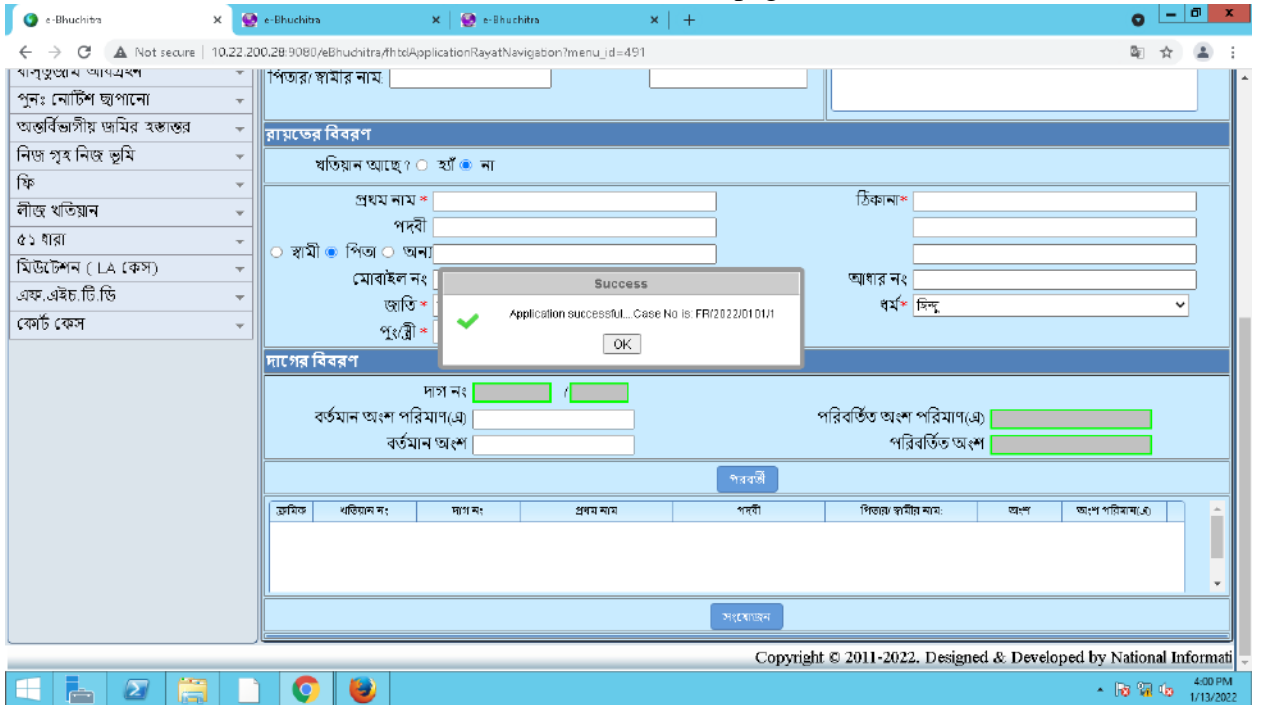 e-Bhuchitra × e-Bhuchitra × e-Bhuchitra × +
Not secure | 10.22.200.28:9080/eBhuchitra/fhtdApplicationRayatNavigation?menu_id=491
পিতার/ স্বামীর নাম:
পুনঃ নোটিশ ছাপানো
অন্তর্বিভাগীয় জমির হস্তান্তর
রায়তের বিবরণ
নিজ গৃহ নিজ ভূমি
খতিয়ান আছে ? হ্যাঁ না
ফি
লীজ খতিয়ান
প্রথম নাম * ঠিকানা*
পদবী
৫১ ধারা
স্বামী পিতা অন্য
মিউটেশন ( LA কেস)
মোবাইল নং আধার নং
এফ.এইচ.টি.ডি
জাতি * ধর্ম* হিন্দু
কোর্ট কেস
পুং/স্ত্রী *
Success
Application successful...Case No is: FR/2022/0101/1
OK
দাগের বিবরণ
দাগ নং /
বর্তমান অংশ পরিমাণ(এ) পরিবর্তিত অংশ পরিমাণ(এ)
বর্তমান অংশ পরিবর্তিত অংশ
পরবর্তী
ক্রমিক খতিয়ান নং দাগ নং প্রথম নাম পদবী পিতার/ স্বামীর নাম: অংশ অংশ পরিমান(এ)
সংযোজন
Copyright © 2011-2022. Designed & Developed by National Informati
4:00 PM
1/13/2022